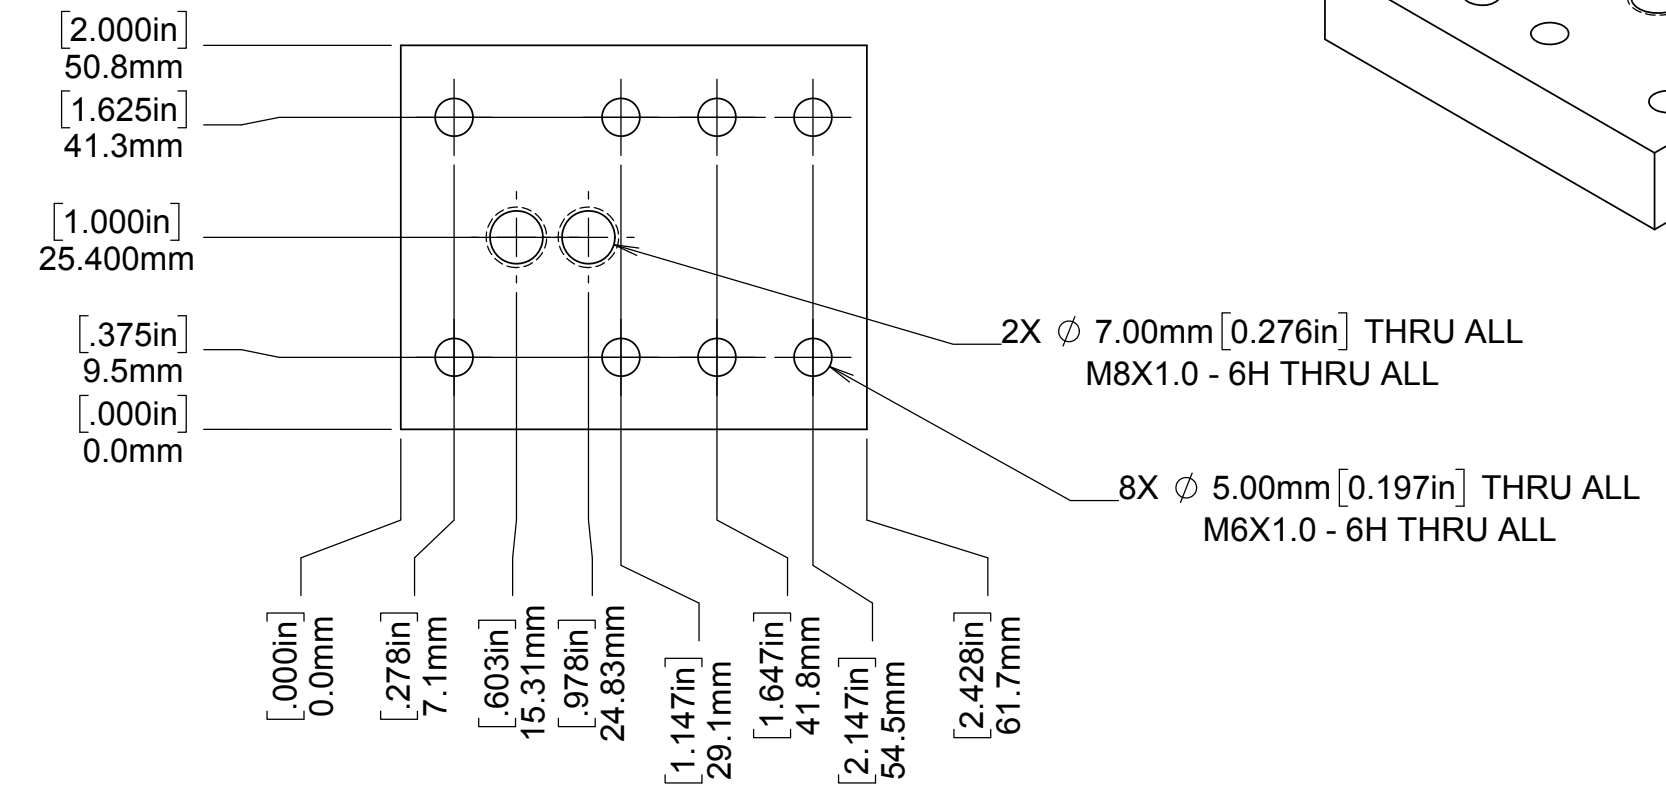 [2.000in]
50.8mm
[1.625in]
41.3mm
[1.000in]
25.400mm
[.375in]
9.5mm
[.000in]
0.0mm
2X ∅ 7.00mm [0.276in] THRU ALL
M8X1.0 - 6H THRU ALL
8X ∅ 5.00mm [0.197in] THRU ALL
M6X1.0 - 6H THRU ALL
[.000in]
0.0mm
[.278in]
7.1mm
[.603in]
15.31mm
[.978in]
24.83mm
[1.147in]
29.1mm
[1.647in]
41.8mm
[2.147in]
54.5mm
[2.428in]
61.7mm